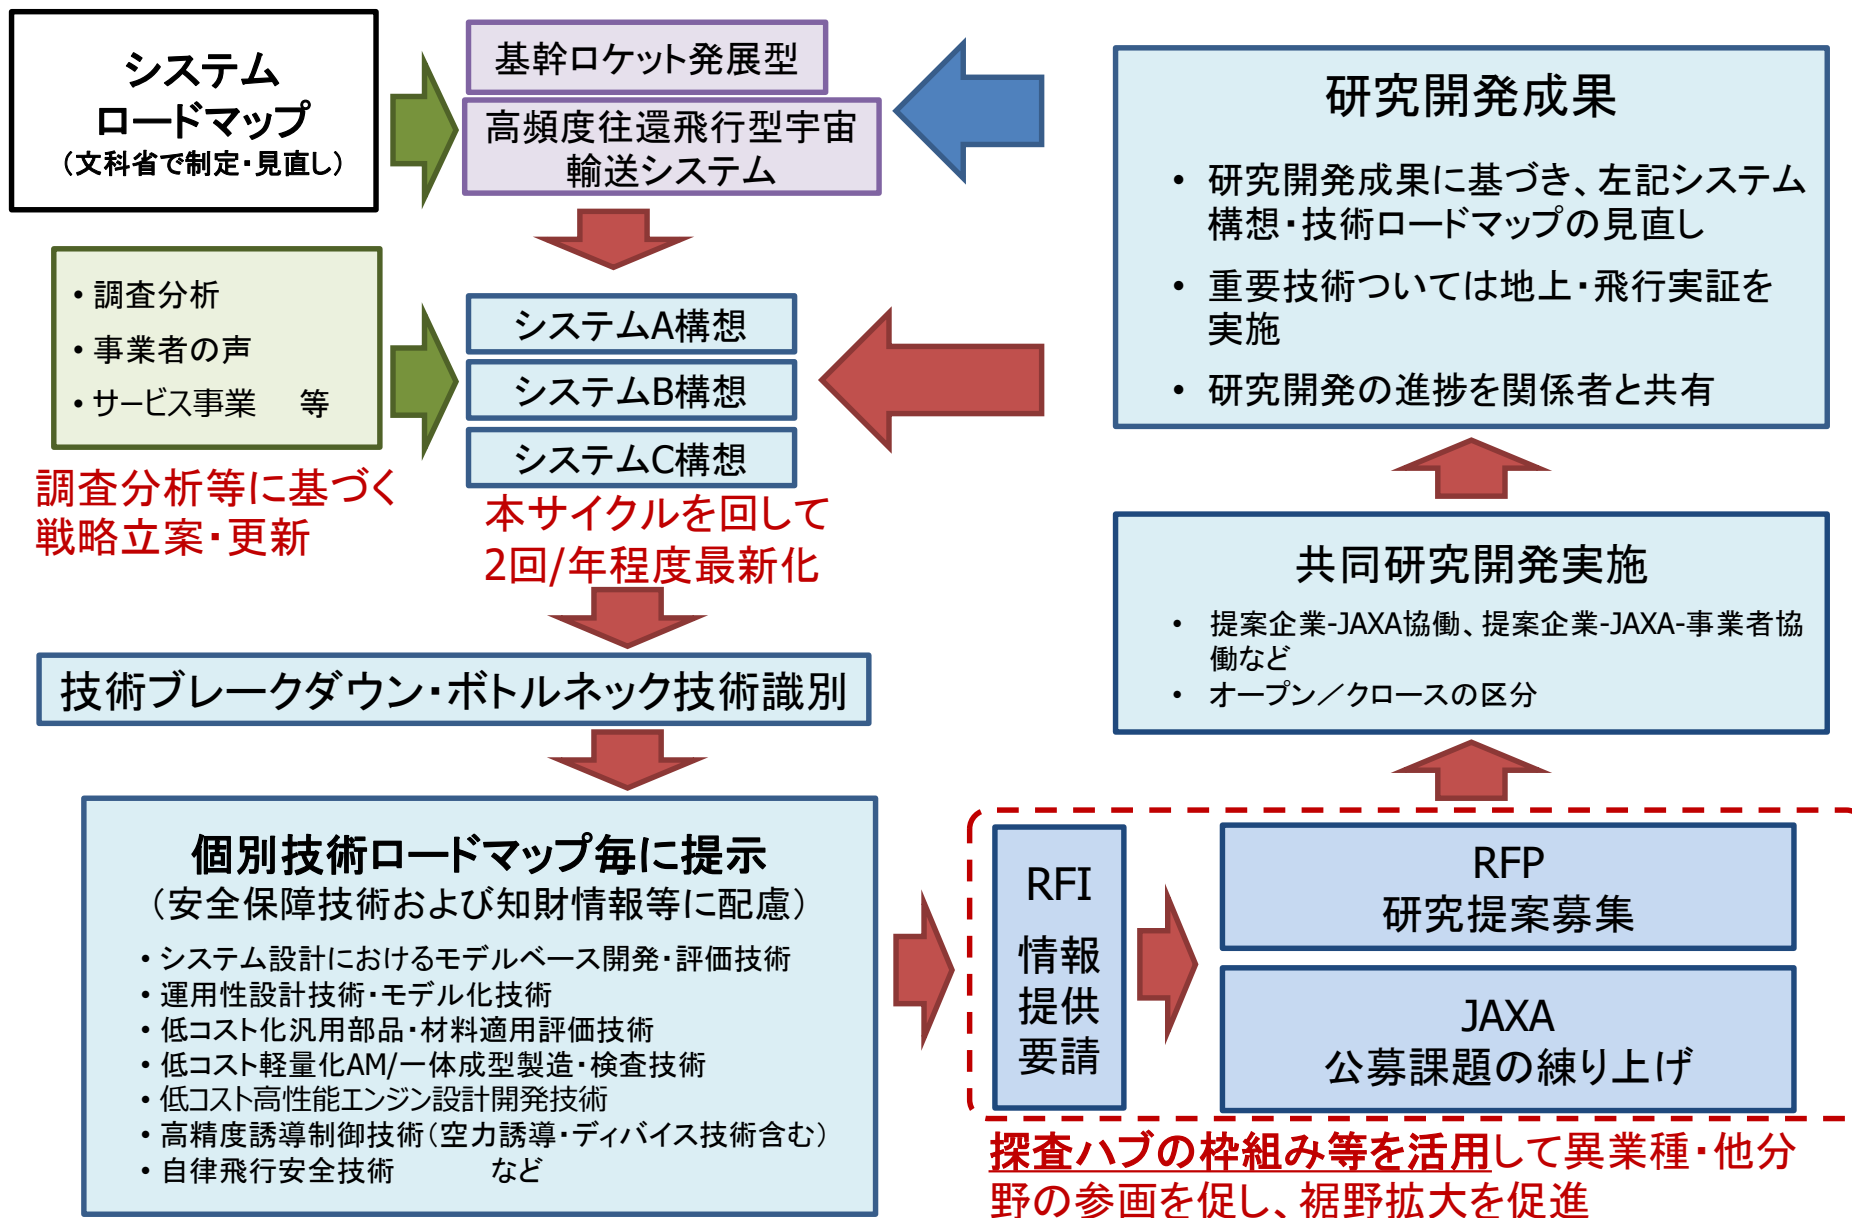 システム
ロードマップ
（文科省で制定・見直し）
基幹ロケット発展型
高頻度往還飛行型宇宙
輸送システム
・調査分析
・事業者の声
・サービス事業　等
調査分析等に基づく
戦略立案・更新
システムA構想
システムB構想
システムC構想
本サイクルを回して
2回/年程度最新化
技術ブレークダウン・ボトルネック技術識別
個別技術ロードマップ毎に提示
（安全保障技術および知財情報等に配慮）
・システム設計におけるモデルベース開発・評価技術
・運用性設計技術・モデル化技術
・低コスト化汎用部品・材料適用評価技術
・低コスト軽量化AM/一体成型製造・検査技術
・低コスト高性能エンジン設計開発技術
・高精度誘導制御技術（空力誘導・ディバイス技術含む）
・自律飛行安全技術　　など
RFI
情報
提供
要請
RFP
研究提案募集
JAXA
公募課題の練り上げ
探査ハブの枠組み等を活用して異業種・他分
野の参画を促し、裾野拡大を促進
共同研究開発実施
• 提案企業-JAXA協働、提案企業-JAXA-事業者協
働など
• オープン／クロースの区分
研究開発成果
• 研究開発成果に基づき、左記システム
構想・技術ロードマップの見直し
• 重要技術ついては地上・飛行実証を
実施
• 研究開発の進捗を関係者と共有